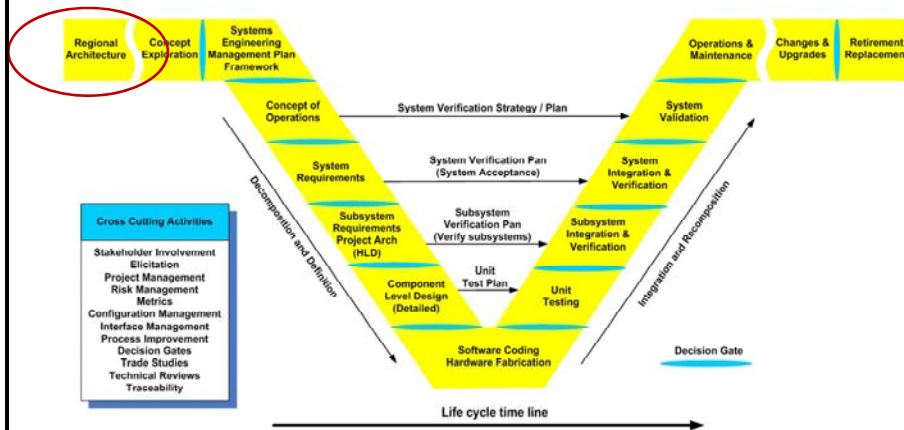 Regional
Architecture
Concept
Exploration
Systems
Engineering
Management Plan
Framework
Operations &
Maintenance
Changes &
Upgrades
Retirement
Replacement
Concept of
Operations
System Verification Strategy / Plan
System
Validation
System
Requirements
System Verification Pan
(System Acceptance)
System
Integration &
Verification
Subsystem
Requirements
Project Arch
(HLD)
Subsystem
Verification Pan
(Verify subsystems)
Subsystem
Integration &
Verification
Component
Level Design
(Detailed)
Unit
Test Plan
Unit
Testing
Software Coding
Hardware Fabrication
Decomposition and Definition
Integration and Recomposition
Cross Cutting Activities
Stakeholder Involvement
Elicitation
Project Management
Risk Management
Metrics
Configuration Management
Interface Management
Process Improvement
Decision Gates
Trade Studies
Technical Reviews
Traceability
Decision Gate
Life cycle time line